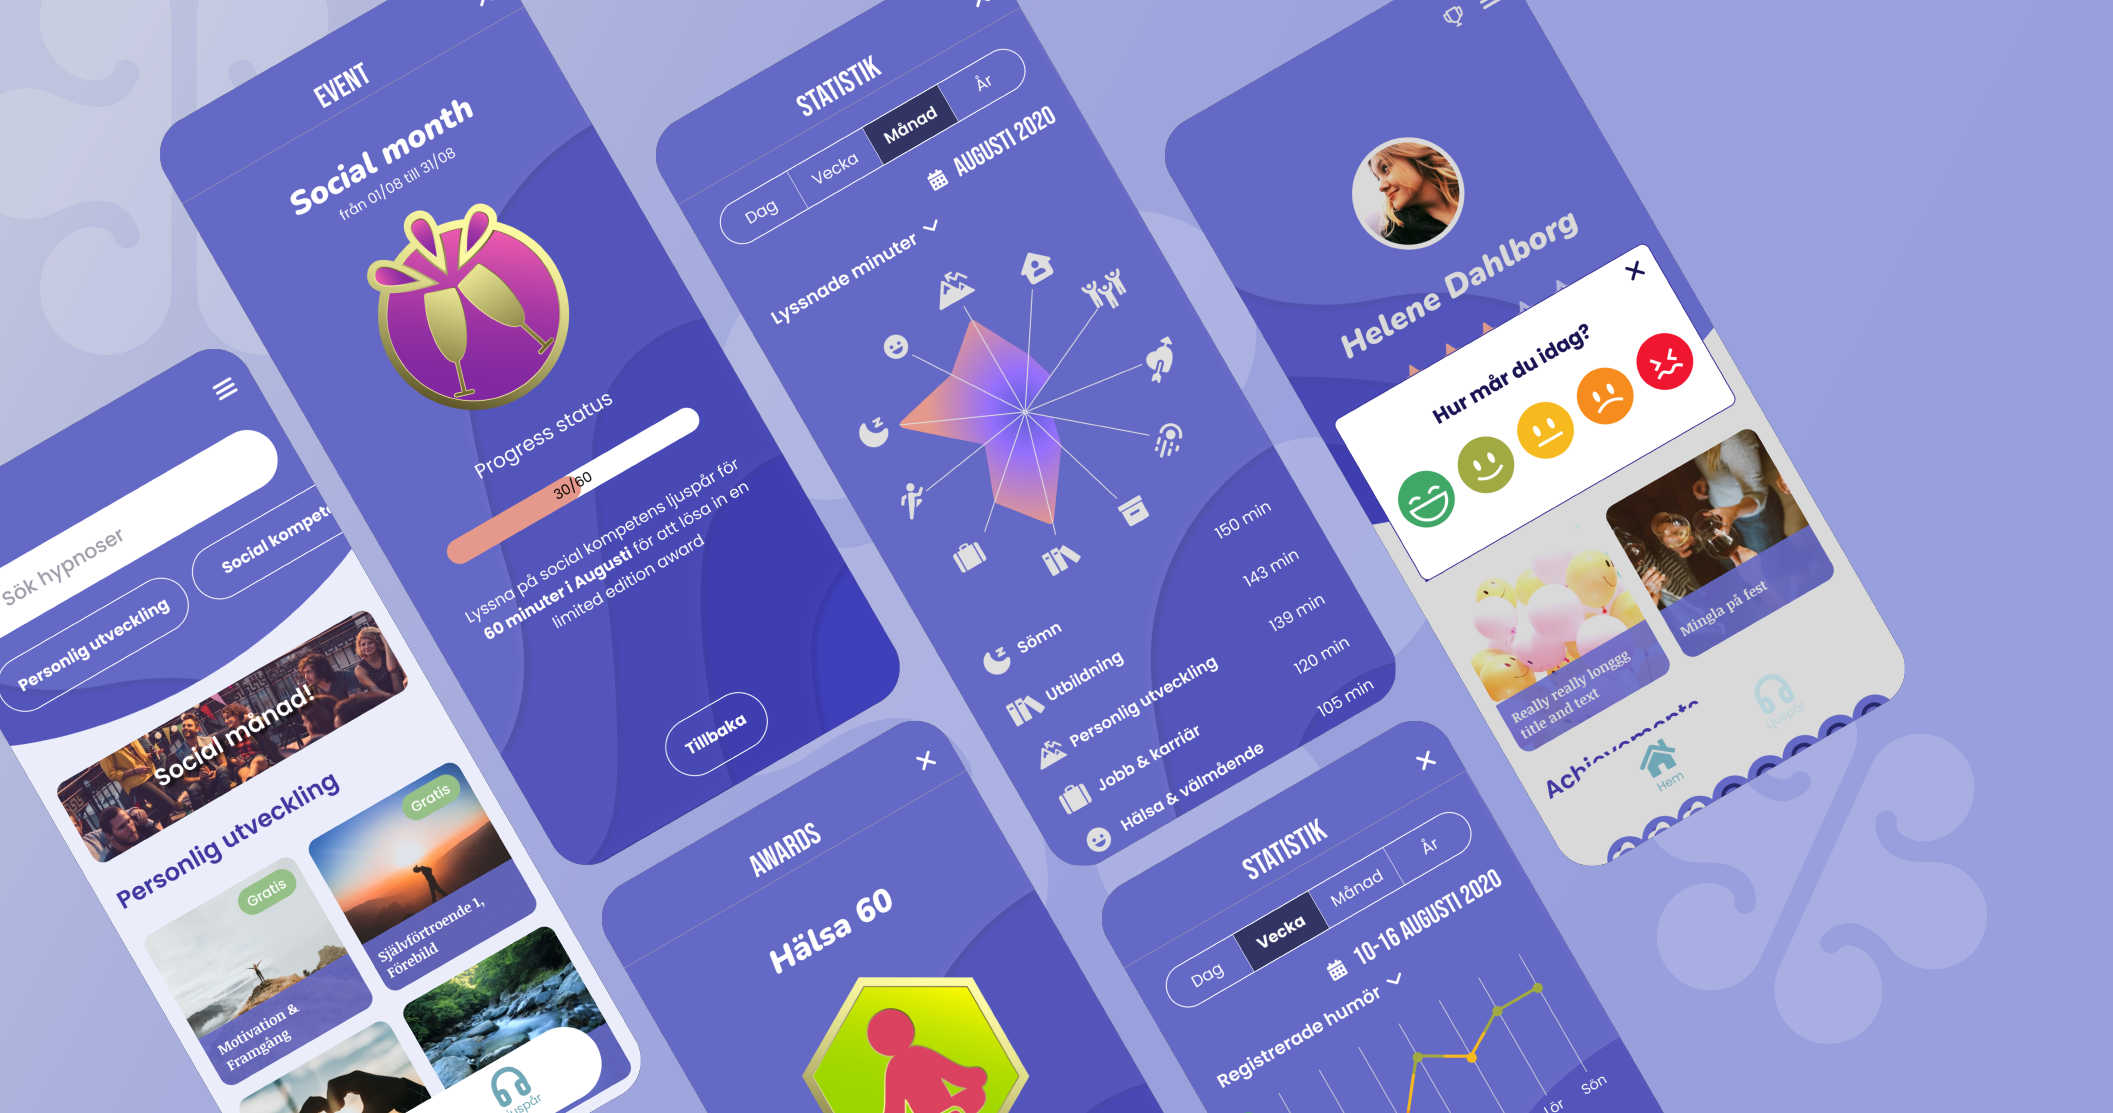 EVENT
Social month
från 01/08 till 31/08
Progress status
30/60
Lyssna på social kompetens ljuspår för
60 minuter i Augusti för att lösa in en
limited edition award
Tillbaka
STATISTIK
Dag
Vecka
Månad
År
AUGUSTI 2020
Lyssnade minuter
Sömn
150 min
Utbildning
143 min
Personlig utveckling
139 min
Jobb & karriär
120 min
Hälsa & välmående
105 min
Helene Dahlborg
Hur mår du idag?
Really really longgg
title and text
Mingla på fest
Achievements
Hem
Ljuspår
Sök hypnoser
Personlig utveckling
Social kompete
Social månad!
Personlig utveckling
Gratis
Motivation &
Framgång
Gratis
Självförtroende 1,
Förebild
juspår
AWARDS
Hälsa 60
STATISTIK
Dag
Vecka
Månad
År
10-16 AUGUSTI 2020
Registrerade humör
Lör
Sön